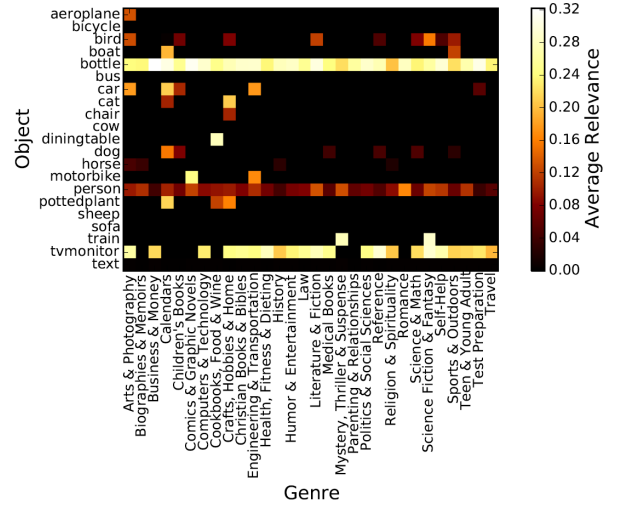 aeroplane
bicycle
bird
boat
bottle
bus
car
cat
chair
cow
diningtable
dog
horse
motorbike
person
pottedplant
sheep
sofa
train
tvmonitor
text
Object
Arts & Photography
Biographies & Memoirs
Business & Money
Calendars
Children's Books
Comics & Graphic Novels
Computers & Technology
Cookbooks, Food & Wine
Crafts, Hobbies & Home
Christian Books & Bibles
Engineering & Transportation
Health, Fitness & Dieting
History
Humor & Entertainment
Law
Literature & Fiction
Medical Books
Mystery, Thriller & Suspense
Parenting & Relationships
Politics & Social Sciences
Reference
Religion & Spirituality
Romance
Science & Math
Science Fiction & Fantasy
Self-Help
Sports & Outdoors
Teen & Young Adult
Test Preparation
Travel
Genre
0.32
0.28
0.24
0.20
0.16
0.12
0.08
0.04
0.00
Average Relevance